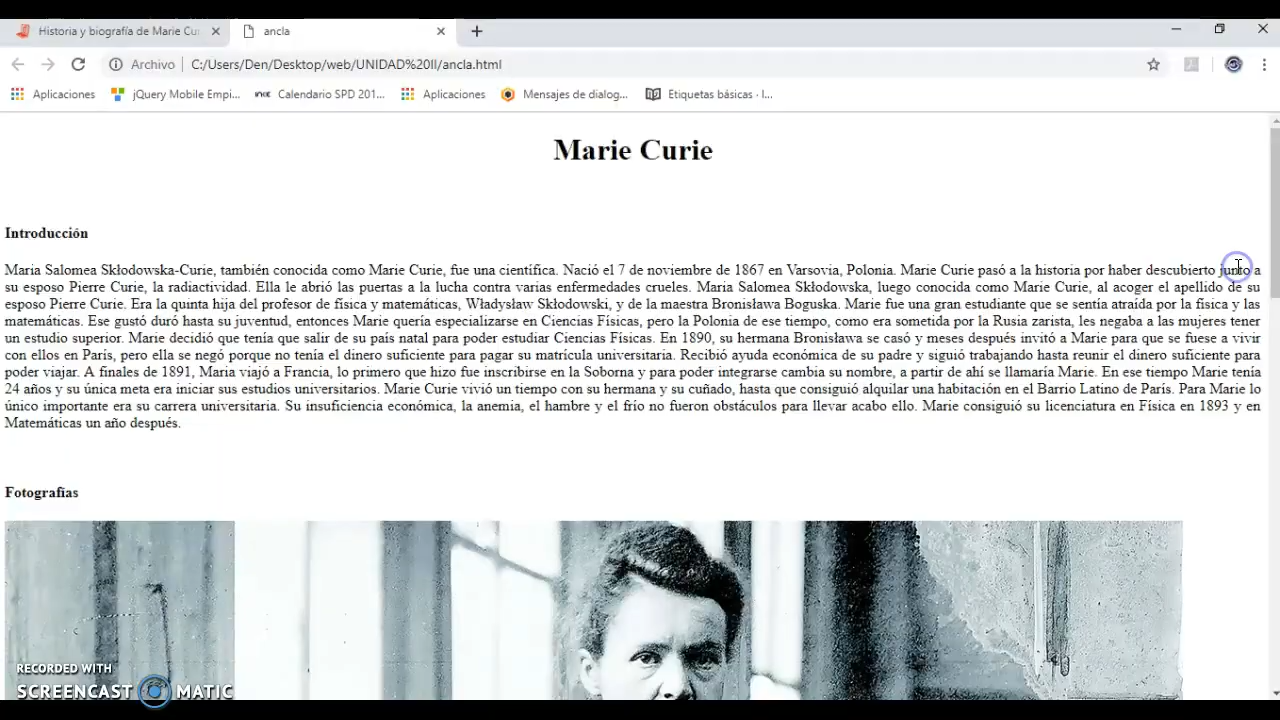 Historia y biografía de Marie Cu
ancla
Archivo | C:/Users/Den/Desktop/web/UNIDAD%20II/ancla.html
Aplicaciones jQuery Mobile Empi... Calendario SPD 201... Aplicaciones Mensajes de dialog... Etiquetas básicas · I...
Marie Curie
Introducción
Maria Salomea Skłodowska-Curie, también conocida como Marie Curie, fue una científica. Nació el 7 de noviembre de 1867 en Varsovia, Polonia. Marie Curie pasó a la historia por haber descubierto junto a
su esposo Pierre Curie, la radiactividad. Ella le abrió las puertas a la lucha contra varias enfermedades crueles. Maria Salomea Skłodowska, luego conocida como Marie Curie, al acoger el apellido de su
esposo Pierre Curie. Era la quinta hija del profesor de física y matemáticas, Władysław Skłodowski, y de la maestra Bronisława Boguska. Marie fue una gran estudiante que se sentía atraída por la física y las
matemáticas. Ese gustó duró hasta su juventud, entonces Marie quería especializarse en Ciencias Físicas, pero la Polonia de ese tiempo, como era sometida por la Rusia zarista, les negaba a las mujeres tener
un estudio superior. Marie decidió que tenía que salir de su país natal para poder estudiar Ciencias Físicas. En 1890, su hermana Bronisława se casó y meses después invitó a Marie para que se fuese a vivir
con ellos en París, pero ella se negó porque no tenía el dinero suficiente para pagar su matrícula universitaria. Recibió ayuda económica de su padre y siguió trabajando hasta reunir el dinero suficiente para
poder viajar. A finales de 1891, Maria viajó a Francia, lo primero que hizo fue inscribirse en la Soborna y para poder integrarse cambia su nombre, a partir de ahí se llamaría Marie. En ese tiempo Marie tenía
24 años y su única meta era iniciar sus estudios universitarios. Marie Curie vivió un tiempo con su hermana y su cuñado, hasta que consiguió alquilar una habitación en el Barrio Latino de París. Para Marie lo
único importante era su carrera universitaria. Su insuficiencia económica, la anemia, el hambre y el frío no fueron obstáculos para llevar acabo ello. Marie consiguió su licenciatura en Física en 1893 y en
Matemáticas un año después.
Fotografías
RECORDED WITH
SCREENCAST MATIC